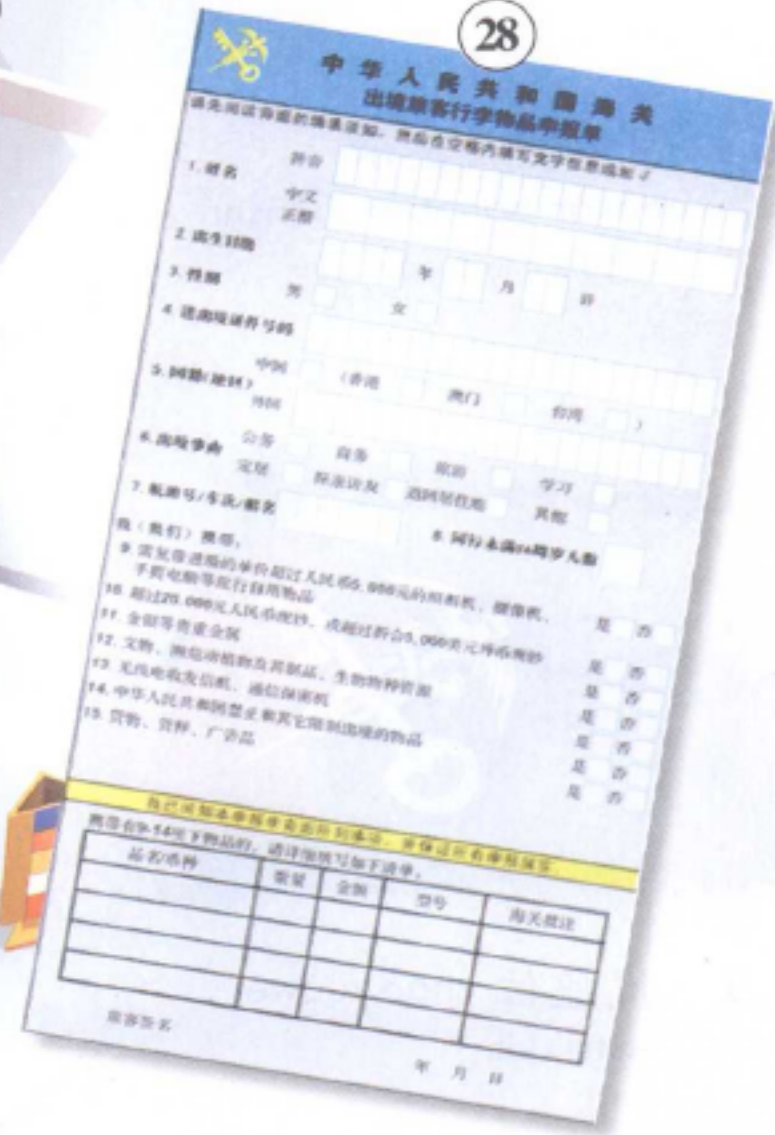 28
中华人民共和国海关
出境旅客行李物品申报单
请先阅读背面的填表须知，然后在空格内填写文字信息或划 √
1. 姓名 拼音
中文正楷
2. 出生日期 年 月 日
3. 性别 男 女
4. 进出境证件号码
5. 国籍(地区) 中国 (香港 澳门 台湾 )
外国
6. 出境事由 公务 商务 旅游 学习
定居 探亲访友 返回居住地 其他
7. 航班号/车次/船名 8. 同行未满16周岁人数
我（我们）携带：
9. 需复带进境的单价超过人民币5,000元的照相机、摄像机、 是 否
手提电脑等旅行自用物品
10. 超过20,000元人民币现钞，或超过折合5,000美元外币现钞 是 否
11. 金银等贵重金属 是 否
12. 文物、濒危动植物及其制品、生物物种资源 是 否
13. 无线电收发信机、通信保密机 是 否
14. 中华人民共和国禁止和其它限制出境的物品 是 否
15. 货物、货样、广告品 是 否
携带有9-14项下物品的，请详细填写如下清单：
品名/币种 数量 金额 型号 海关批注
旅客签名
年 月 日